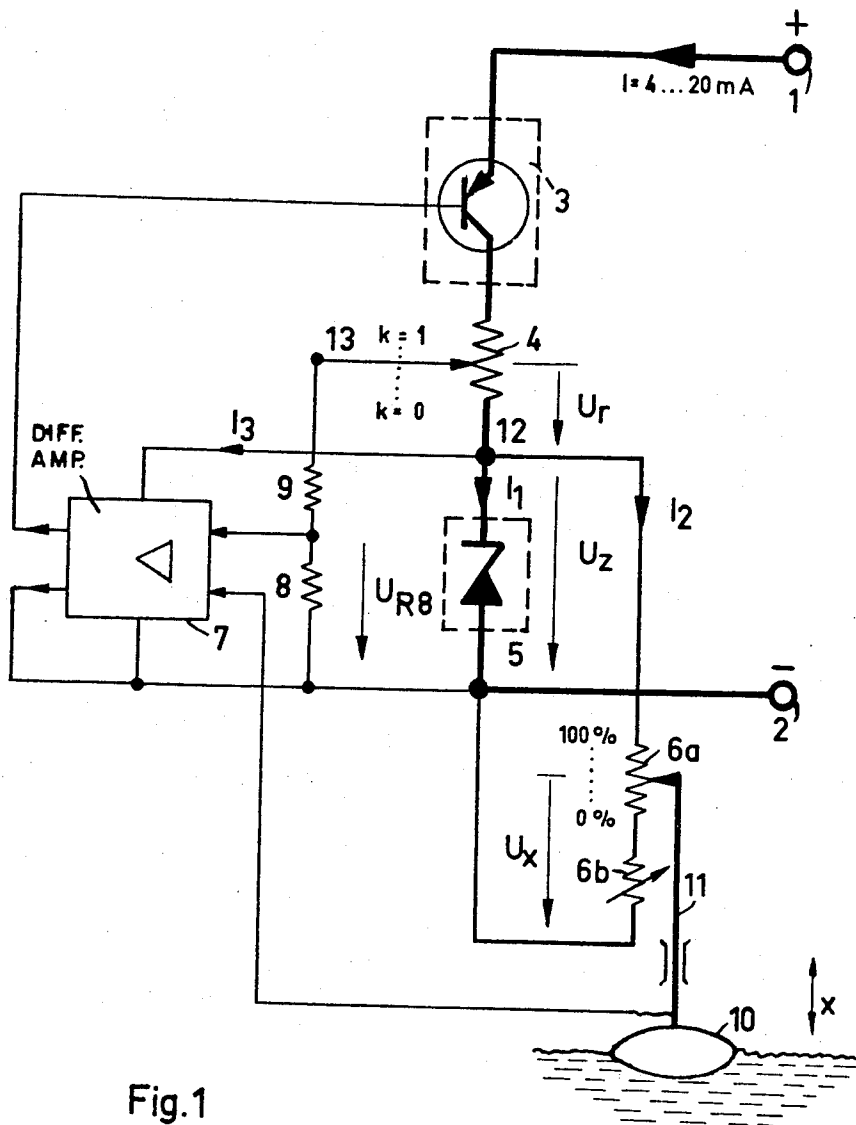 +
I= 4 ... 20 mA
1
3
13
k = 1
4
k = 0
Ur
I3
12
DIFF.
AMP.
9
I1
I2
Uz
8
UR8
7
5
−
2
100 %
6a
0 %
Ux
6b
11
x
10
Fig.1